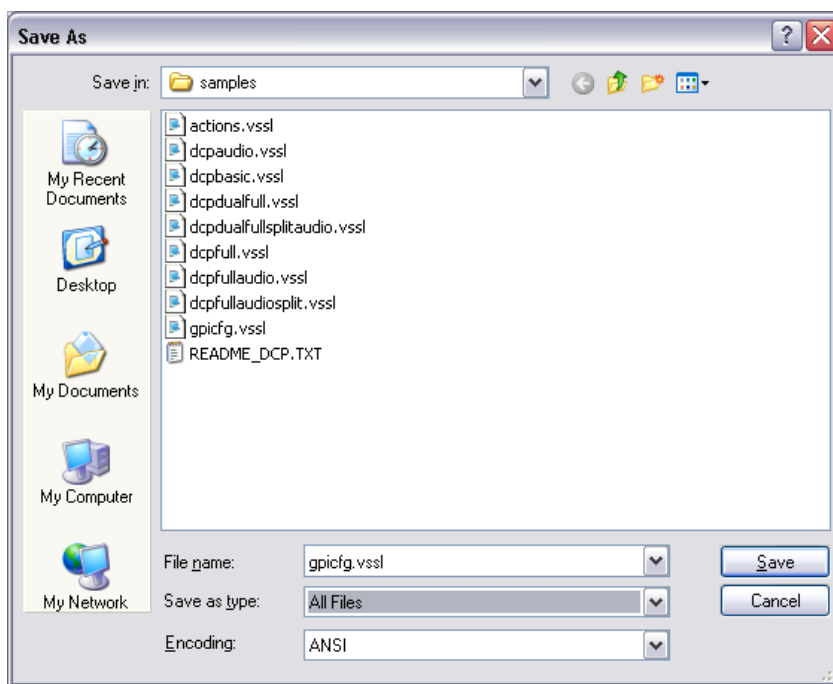 Save As
Save in: samples
My Recent
Documents
Desktop
My Documents
My Computer
My Network
actions.vssl
dcpaudio.vssl
dcpbasic.vssl
dcpdualfull.vssl
dcpdualfullsplitaudio.vssl
dcpfull.vssl
dcpfullaudio.vssl
dcpfullaudiosplit.vssl
gpicfg.vssl
README_DCP.TXT
File name: gpicfg.vssl Save
Save as type: All Files Cancel
Encoding: ANSI